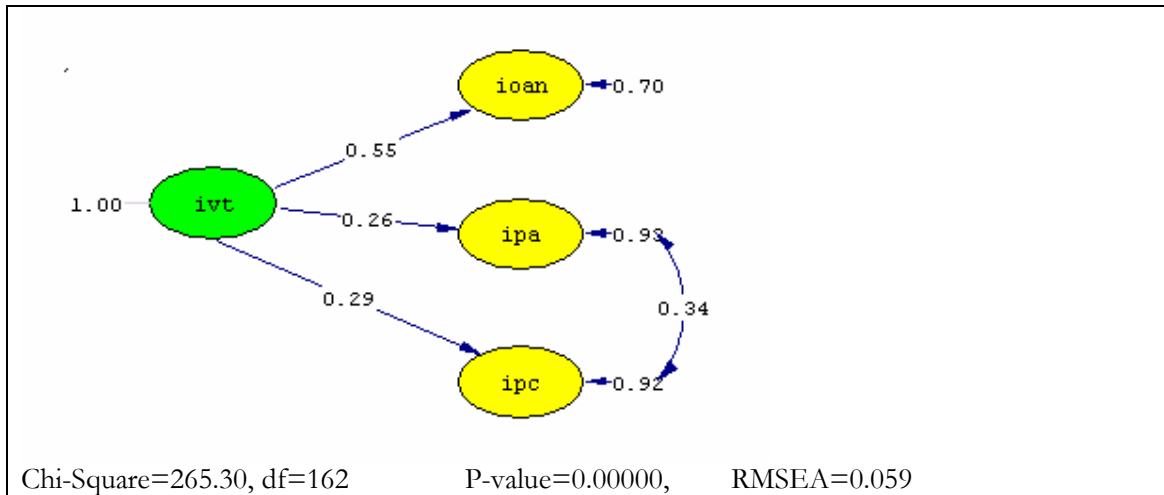 ioan
0.70
0.55
1.00
ivt
0.26
ipa
0.93
0.29
0.34
ipc
0.92
Chi-Square=265.30, df=162 P-value=0.00000, RMSEA=0.059